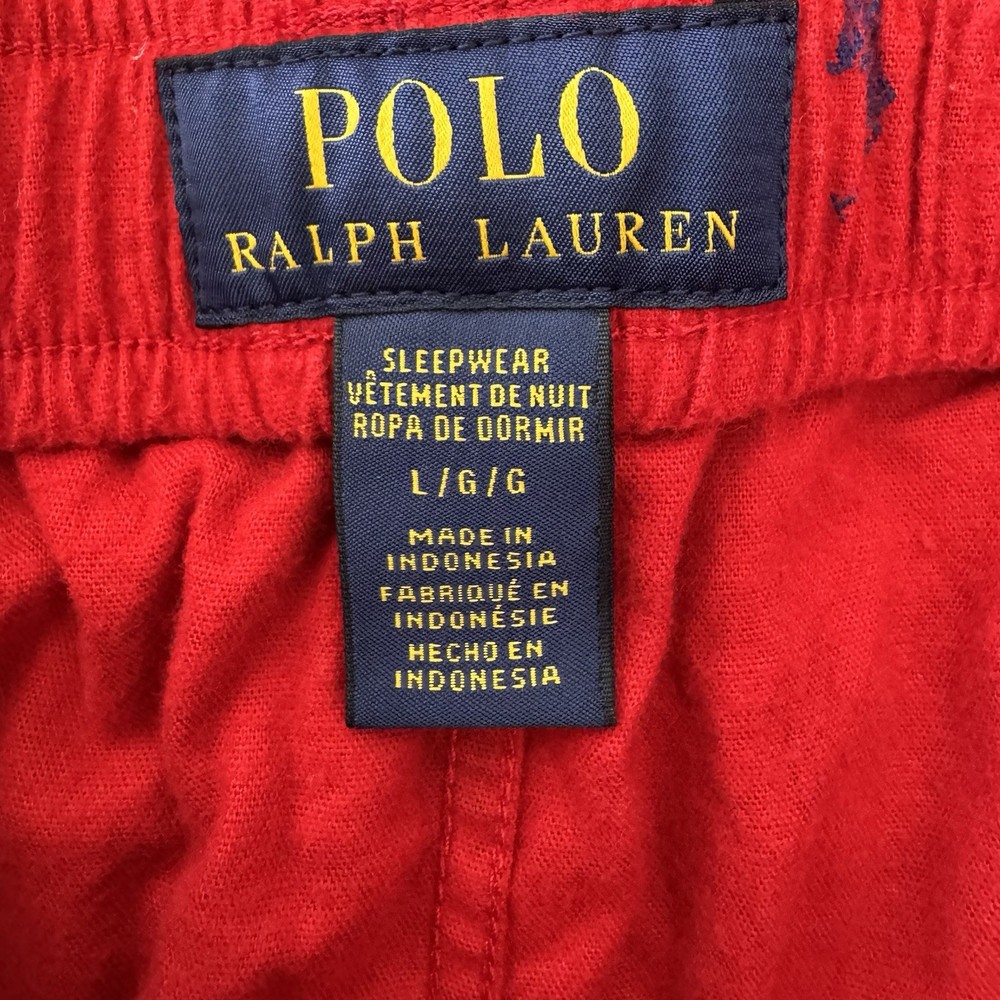 POLO
RALPH LAUREN
SLEEPWEAR
VÊTEMENT DE NUIT
ROPA DE DORMIR
L/G/G
MADE IN
INDONESIA
FABRIQUÉ EN
INDONÉSIE
HECHO EN
INDONESIA